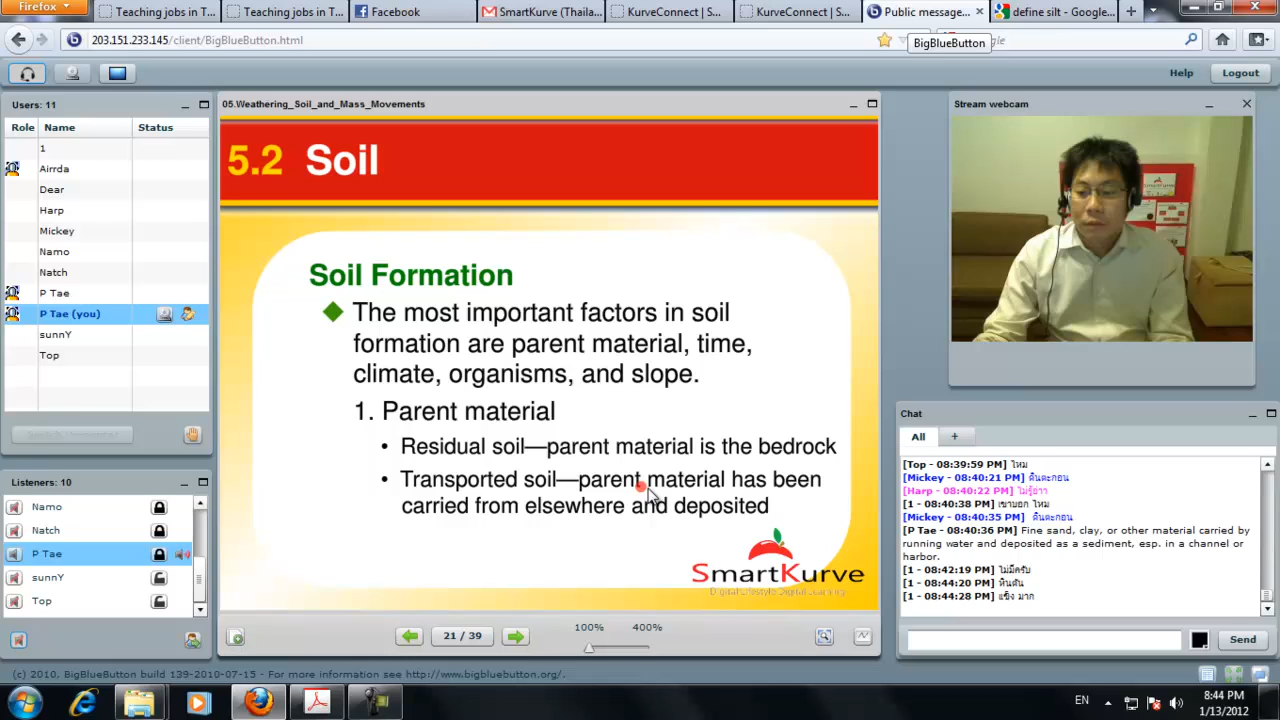 Firefox
Teaching jobs in T...
Teaching jobs in T...
Facebook
SmartKurve (Thaila...
KurveConnect | S...
KurveConnect | S...
Public message...
define silt - Google...
203.151.233.145/client/BigBlueButton.html
BigBlueButton
Help
Logout
Users: 11
Role Name Status
1
Airrda
Dear
Harp
Mickey
Namo
Natch
P Tae
P Tae (you)
sunnY
Top
Listeners: 10
Namo
Natch
P Tae
sunnY
Top
05.Weathering_Soil_and_Mass_Movements
5.2 Soil
Soil Formation
The most important factors in soil
formation are parent material, time,
climate, organisms, and slope.
1. Parent material
• Residual soil—parent material is the bedrock
• Transported soil—parent material has been
carried from elsewhere and deposited
SmartKurve
Digital Lifestyle Digital Learning
21 / 39
100%
400%
Stream webcam
Chat
All
+
[Top - 08:39:59 PM] ไหม
[Mickey - 08:40:21 PM] ดินตะกอน
[Harp - 08:40:22 PM] ไม่รู้อ่าา
[1 - 08:40:38 PM] เขาบอก ไหม
[Mickey - 08:40:35 PM] ดินตะกอน
[P Tae - 08:40:36 PM] Fine sand, clay, or other material carried by
running water and deposited as a sediment, esp. in a channel or
harbor.
[1 - 08:42:19 PM] ไม่มีครับ
[1 - 08:44:20 PM] หินดัน
[1 - 08:44:28 PM] แข็ง มาก
Send
(c) 2010, BigBlueButton build 139-2010-07-15 - For more information see http://www.bigbluebutton.org/.
EN
8:44 PM
1/13/2012